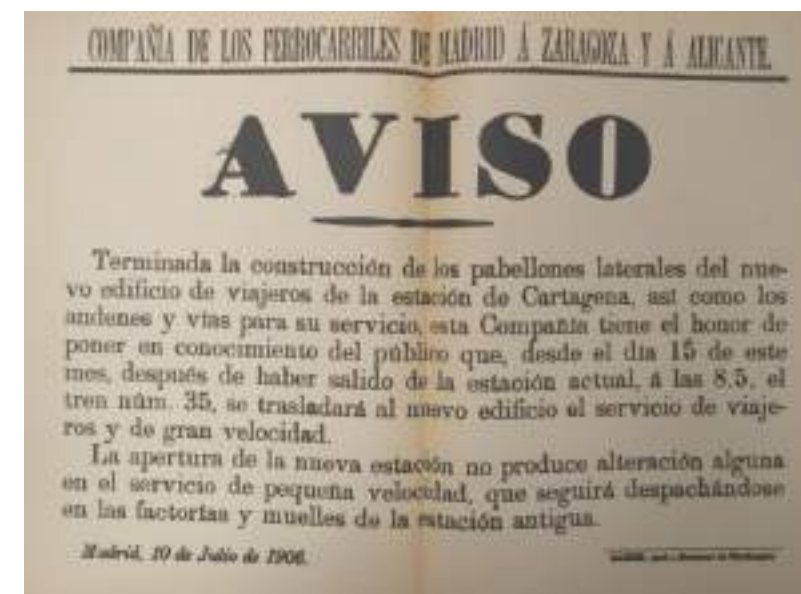 COMPAÑÍA DE LOS FERROCARRILES DE MADRID Á ZARAGOZA Y Á ALICANTE.
AVISO
Terminada la construcción de los pabellones laterales del nue-
vo edificio de viajeros de la estación de Cartagena, así como los
andenes y vías para su servicio, esta Compañía tiene el honor de
poner en conocimiento del público que, desde el día 15 de este
mes, después de haber salido de la estación actual, á las 8,5, el
tren núm. 35, se trasladará al nuevo edificio el servicio de viaje-
ros y de gran velocidad.
La apertura de la nueva estación no produce alteración alguna
en el servicio de pequeña velocidad, que seguirá despachándose
en las factorías y muelles de la estación antigua.
Madrid, 10 de Julio de 1906.